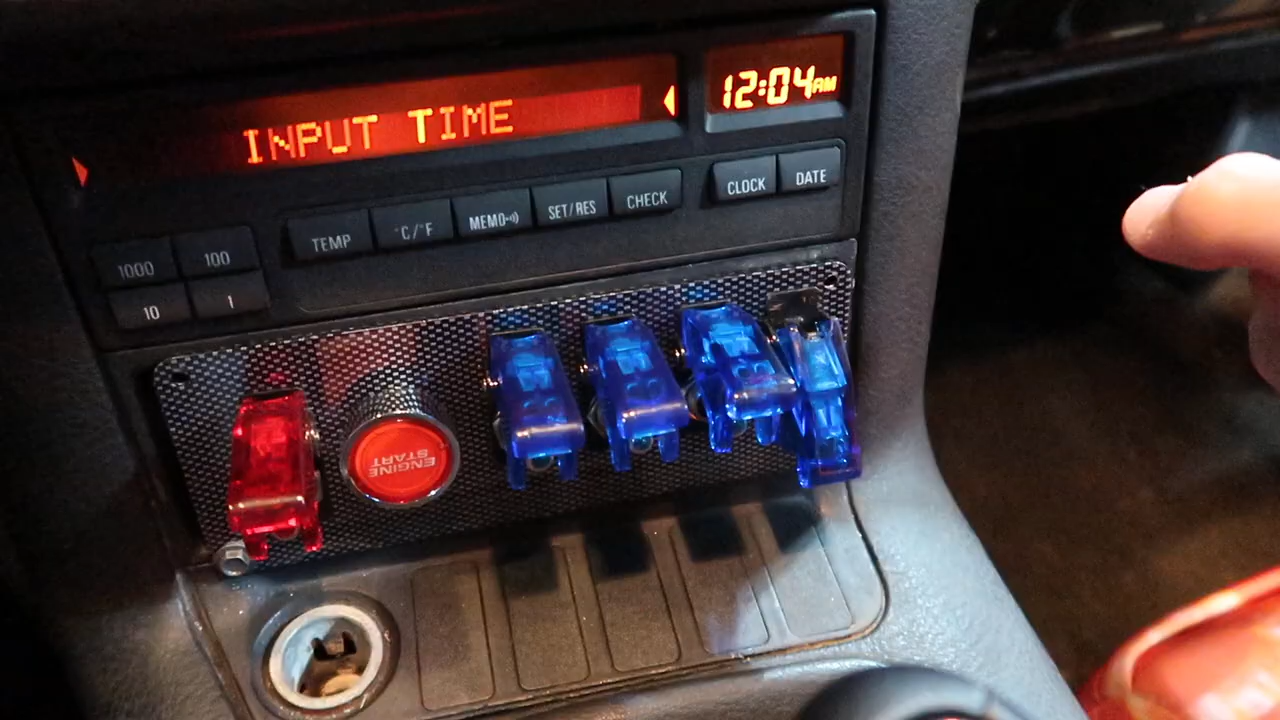 INPUT TIME
12:04AM
TEMP
°C/°F
MEMO
SET/RES
CHECK
CLOCK
DATE
1000
100
10
1
ENGINE
START